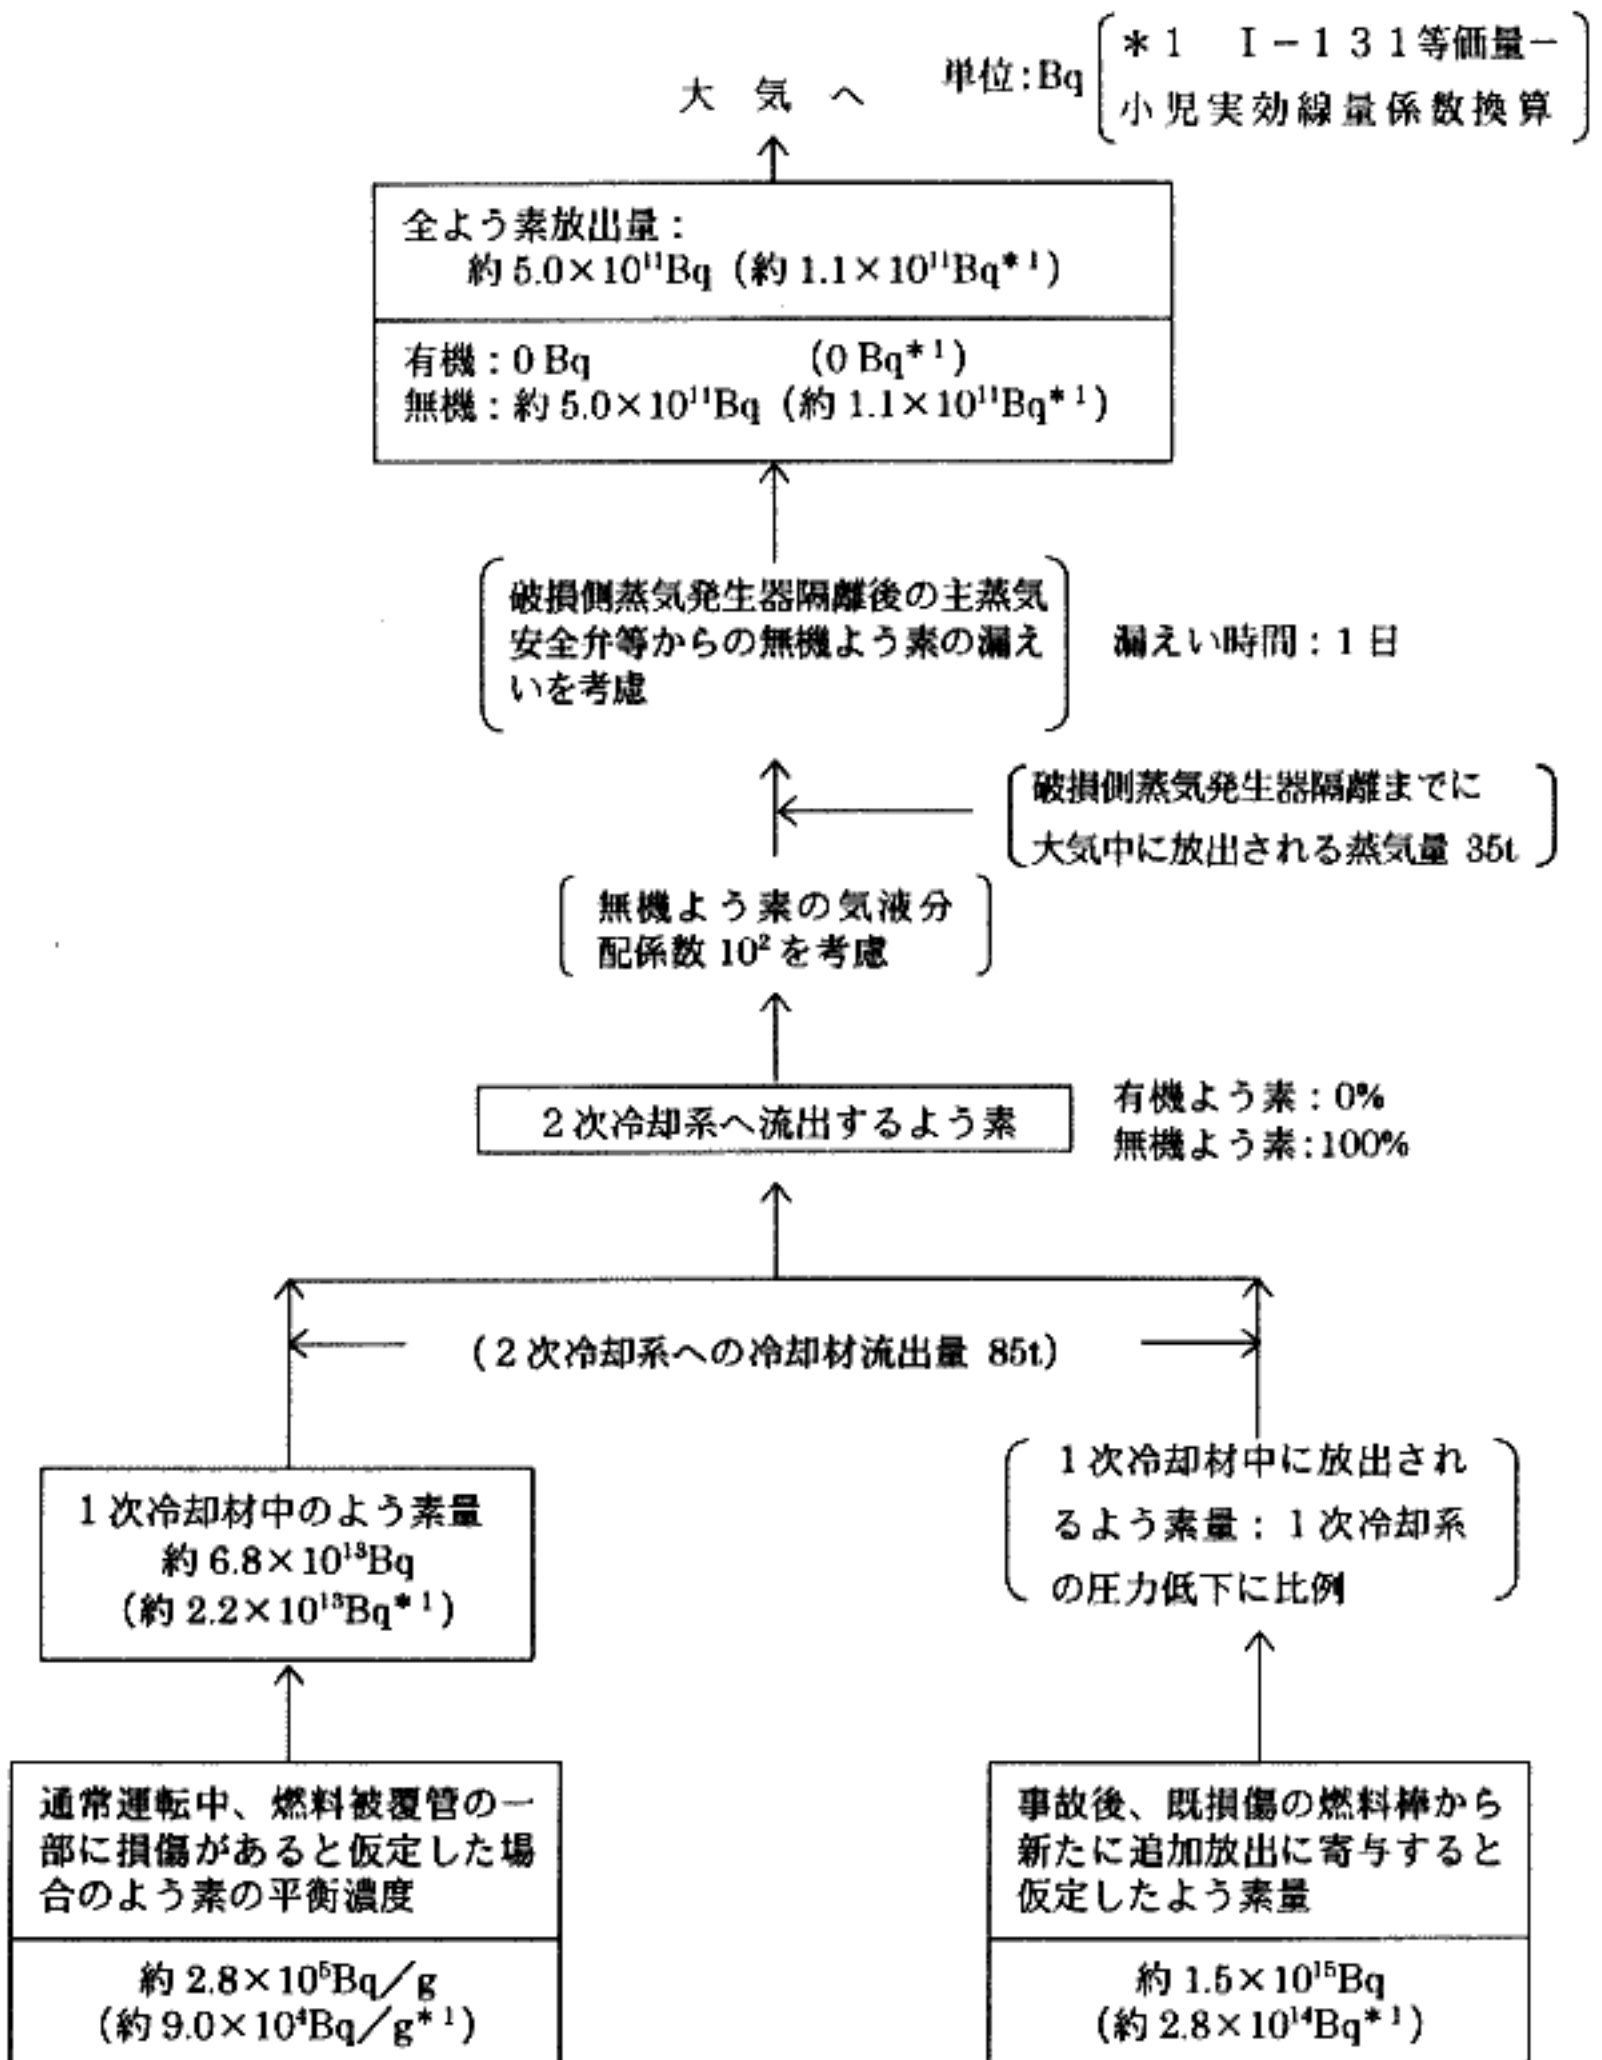 大 気 へ
単位:Bq
*1 I-131等価量-
小児実効線量係数換算
全よう素放出量:
約5.0×10¹¹Bq(約1.1×10¹¹Bq*¹)
有機:0 Bq (0 Bq*¹)
無機:約5.0×10¹¹Bq(約1.1×10¹¹Bq*¹)
破損側蒸気発生器隔離後の主蒸気
安全弁等からの無機よう素の漏え
いを考慮
漏えい時間:1日
破損側蒸気発生器隔離までに
大気中に放出される蒸気量 35t
無機よう素の気液分
配係数10²を考慮
2次冷却系へ流出するよう素
有機よう素:0%
無機よう素:100%
(2次冷却系への冷却材流出量 85t)
1次冷却材中のよう素量
約6.8×10¹³Bq
(約2.2×10¹³Bq*¹)
1次冷却材中に放出され
るよう素量:1次冷却系
の圧力低下に比例
通常運転中、燃料被覆管の一
部に損傷があると仮定した場
合のよう素の平衡濃度
約2.8×10⁵Bq/g
(約9.0×10⁴Bq/g*¹)
事故後、既損傷の燃料棒から
新たに追加放出に寄与すると
仮定したよう素量
約1.5×10¹⁵Bq
(約2.8×10¹⁴Bq*¹)